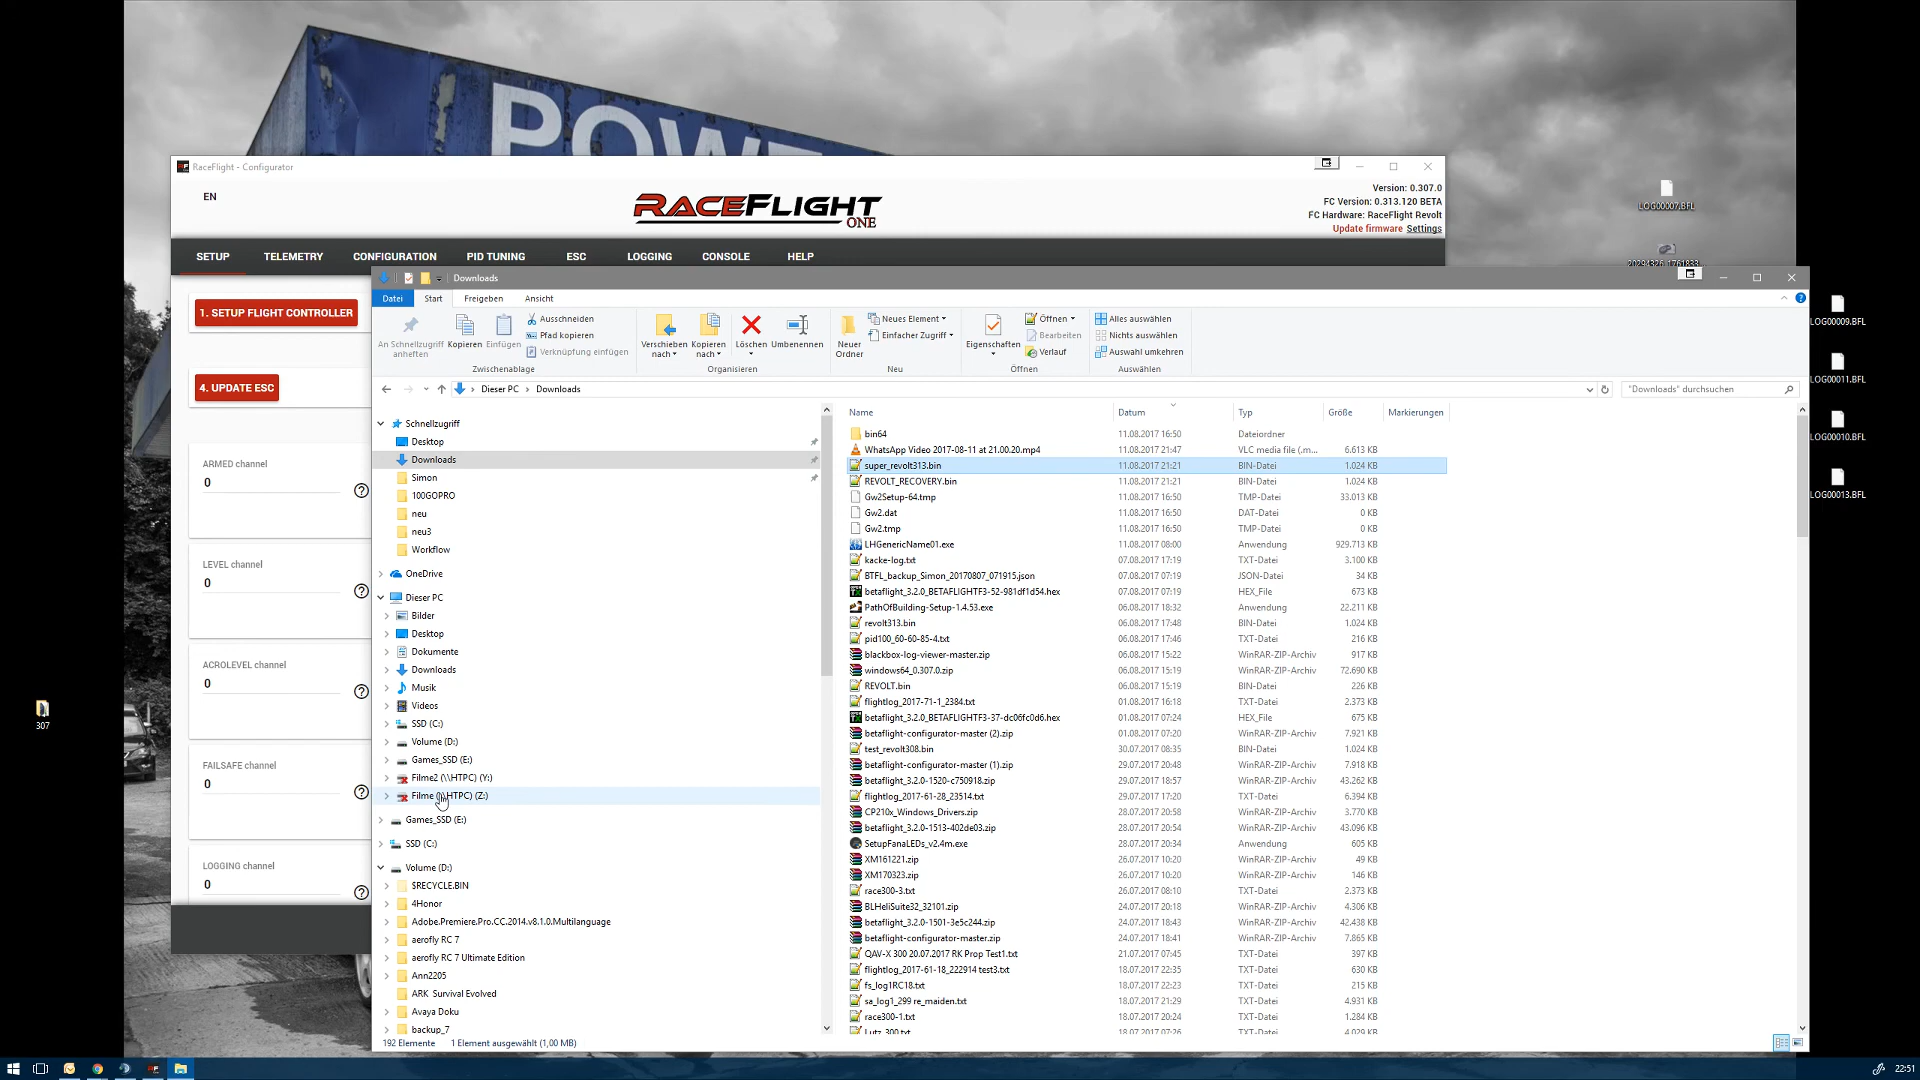 POWE
RaceFlight - Configurator
EN
RACEFLIGHT
ONE
Version: 0.307.0
FC Version: 0.313.120 BETA
FC Hardware: RaceFlight Revolt
Update firmware Settings
SETUP TELEMETRY CONFIGURATION PID TUNING ESC LOGGING CONSOLE HELP
1. SETUP FLIGHT CONTROLLER
4. UPDATE ESC
ARMED channel
0
LEVEL channel
0
ACROLEVEL channel
0
FAILSAFE channel
0
LOGGING channel
0
Downloads
Datei Start Freigeben Ansicht
An Schnellzugriff anheften
Kopieren
Einfügen
Ausschneiden
Pfad kopieren
Verknüpfung einfügen
Zwischenablage
Verschieben nach
Kopieren nach
Löschen
Umbenennen
Organisieren
Neuer Ordner
Neues Element
Einfacher Zugriff
Neu
Eigenschaften
Öffnen
Bearbeiten
Verlauf
Öffnen
Alles auswählen
Nichts auswählen
Auswahl umkehren
Auswählen
Dieser PC > Downloads
"Downloads" durchsuchen
Schnellzugriff
Desktop
Downloads
Simon
100GOPRO
neu
neu3
Workflow
OneDrive
Dieser PC
Bilder
Desktop
Dokumente
Downloads
Musik
Videos
SSD (C:)
Volume (D:)
Games_SSD (E:)
Filme2 (\\HTPC) (Y:)
Filme (\\HTPC) (Z:)
Games_SSD (E:)
SSD (C:)
Volume (D:)
$RECYCLE.BIN
4Honor
Adobe.Premiere.Pro.CC.2014.v8.1.0.Multilanguage
aerofly RC 7
aerofly RC 7 Ultimate Edition
Ann2205
ARK Survival Evolved
Avaya Doku
backup_7
Name Datum Typ Größe Markierungen
bin64 11.08.2017 16:50 Dateiordner
WhatsApp Video 2017-08-11 at 21.00.20.mp4 11.08.2017 21:47 VLC media file (.m... 6.613 KB
super_revolt313.bin 11.08.2017 21:21 BIN-Datei 1.024 KB
REVOLT_RECOVERY.bin 11.08.2017 21:21 BIN-Datei 1.024 KB
Gw2Setup-64.tmp 11.08.2017 16:50 TMP-Datei 33.013 KB
Gw2.dat 11.08.2017 16:50 DAT-Datei 0 KB
Gw2.tmp 11.08.2017 16:50 TMP-Datei 0 KB
LHGenericName01.exe 11.08.2017 08:00 Anwendung 929.713 KB
kacke-log.txt 07.08.2017 17:19 TXT-Datei 3.100 KB
BTFL_backup_Simon_20170807_071915.json 07.08.2017 07:19 JSON-Datei 34 KB
betaflight_3.2.0_BETAFLIGHTF3-52-981df1d54.hex 07.08.2017 07:19 HEX_File 673 KB
PathOfBuilding-Setup-1.4.53.exe 06.08.2017 18:32 Anwendung 22.211 KB
revolt313.bin 06.08.2017 17:48 BIN-Datei 1.024 KB
pid100_60-60-85-4.txt 06.08.2017 17:46 TXT-Datei 216 KB
blackbox-log-viewer-master.zip 06.08.2017 15:22 WinRAR-ZIP-Archiv 917 KB
windows64_0.307.0.zip 06.08.2017 15:19 WinRAR-ZIP-Archiv 72.690 KB
REVOLT.bin 06.08.2017 15:19 BIN-Datei 226 KB
flightlog_2017-71-1_2384.txt 01.08.2017 16:18 TXT-Datei 2.373 KB
betaflight_3.2.0_BETAFLIGHTF3-37-dc06fc0d6.hex 01.08.2017 07:24 HEX_File 675 KB
betaflight-configurator-master (2).zip 01.08.2017 07:20 WinRAR-ZIP-Archiv 7.921 KB
test_revolt308.bin 30.07.2017 08:35 BIN-Datei 1.024 KB
betaflight-configurator-master (1).zip 29.07.2017 20:17 WinRAR-ZIP-Archiv 7.918 KB
betaflight_3.2.0-1520-c750918.zip 29.07.2017 18:57 WinRAR-ZIP-Archiv 43.262 KB
flightlog_2017-61-28_23514.txt 29.07.2017 17:20 TXT-Datei 6.394 KB
CP210x_Windows_Drivers.zip 28.07.2017 20:54 WinRAR-ZIP-Archiv 3.770 KB
betaflight_3.2.0-1513-402de03.zip 28.07.2017 20:54 WinRAR-ZIP-Archiv 43.096 KB
SetupFanaLEDs_v2.4m.exe 28.07.2017 20:34 Anwendung 605 KB
XM161221.zip 26.07.2017 10:20 WinRAR-ZIP-Archiv 49 KB
XM170323.zip 26.07.2017 10:20 WinRAR-ZIP-Archiv 146 KB
race300-3.txt 26.07.2017 08:10 TXT-Datei 2.373 KB
BLHeliSuite32_32101.zip 24.07.2017 20:18 WinRAR-ZIP-Archiv 4.306 KB
betaflight_3.2.0-1501-3e5c244.zip 24.07.2017 18:43 WinRAR-ZIP-Archiv 42.438 KB
betaflight-configurator-master.zip 24.07.2017 18:41 WinRAR-ZIP-Archiv 7.865 KB
QAV-X 300 20.07.2017 RK Prop Test1.txt 21.07.2017 07:45 TXT-Datei 397 KB
flightlog_2017-61-18_222914 test3.txt 18.07.2017 22:35 TXT-Datei 630 KB
fs_log1RC18.txt 18.07.2017 22:23 TXT-Datei 215 KB
sa_log1_299 re_maiden.txt 18.07.2017 21:29 TXT-Datei 4.931 KB
race300-1.txt 18.07.2017 20:24 TXT-Datei 1.284 KB
Lutz_300.txt 18.07.2017 07:26 TXT-Datei 4.029 KB
192 Elemente 1 Element ausgewählt (1,00 MB)
307
LOG00007.BFL
LOG00009.BFL
LOG00011.BFL
LOG00010.BFL
LOG00013.BFL
22:51